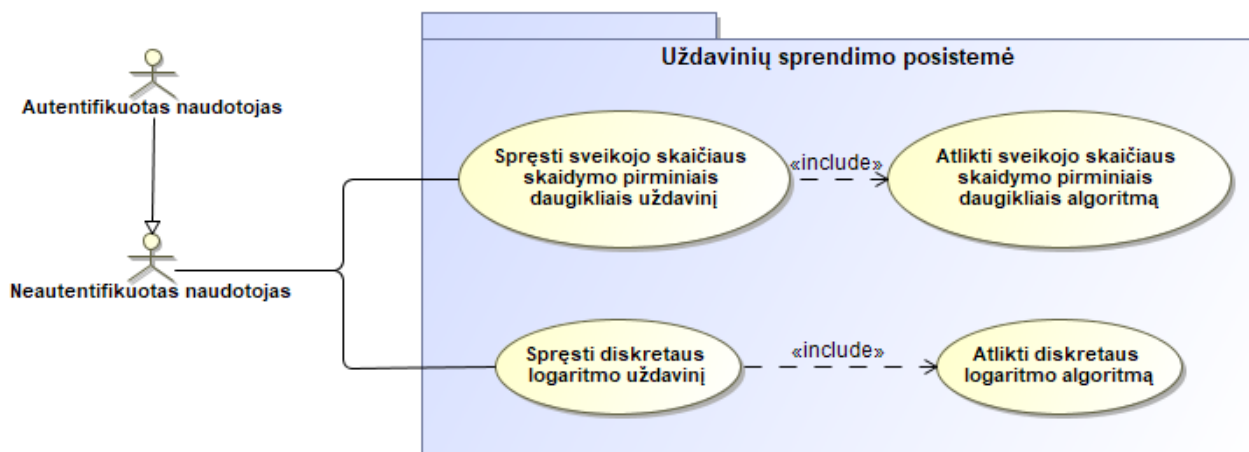 Uždavinių sprendimo posistemė
Autentifikuotas naudotojas
Neautentifikuotas naudotojas
Spręsti sveikojo skaičiaus
skaidymo pirminiais
daugikliais uždavinį
«include»
Atlikti sveikojo skaičiaus
skaidymo pirminiais
daugikliais algoritmą
Spręsti diskretaus
logaritmo uždavinį
«include»
Atlikti diskretaus
logaritmo algoritmą